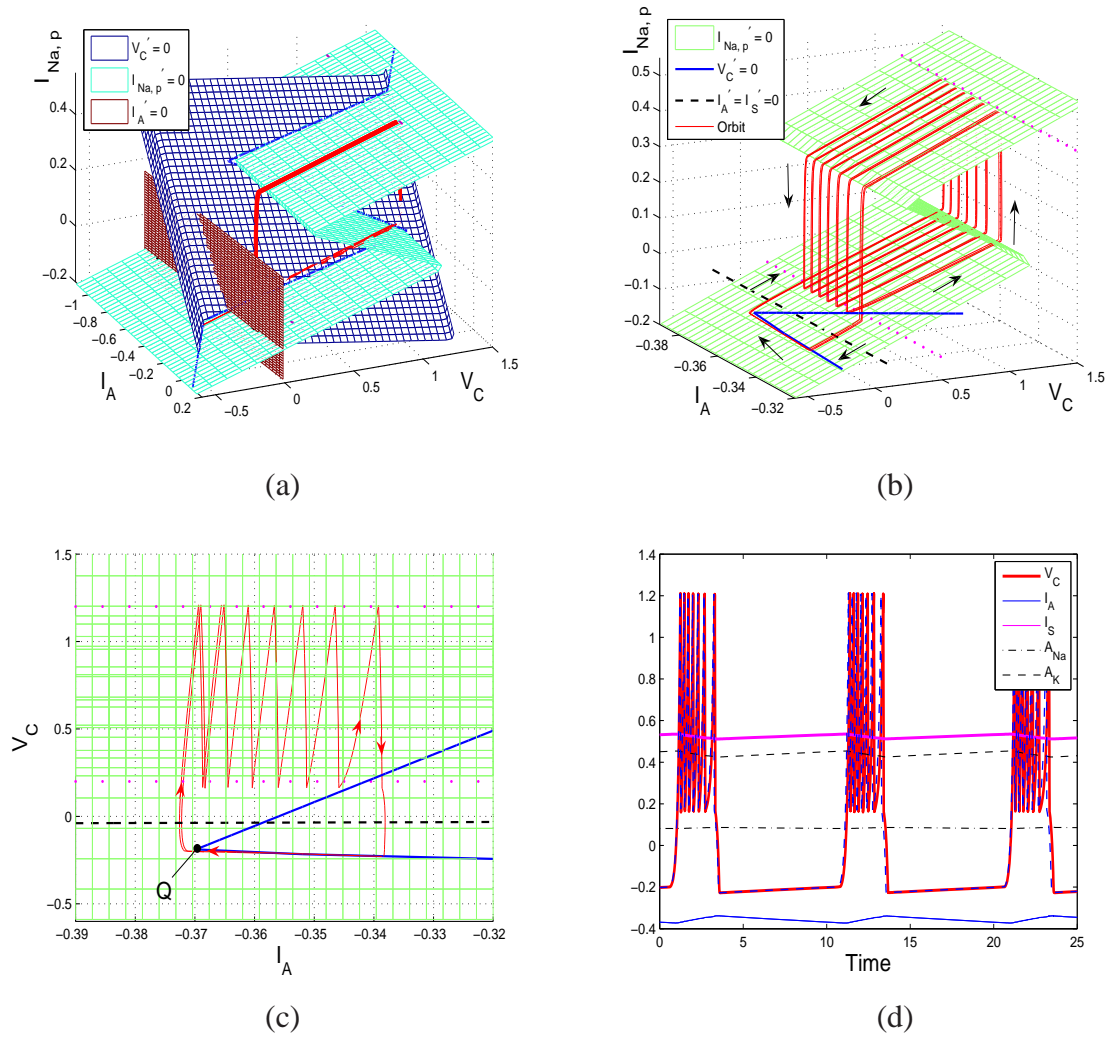 I_Na, p
V_C′ = 0
I_Na, p′ = 0
I_A′ = 0
0.4
0.2
0
−0.2
−1
−0.8
−0.6
−0.4
−0.2
0
0.2
I_A
−0.5
0
0.5
1
1.5
V_C
(a)
I_Na, p
I_Na, p′ = 0
V_C′ = 0
I_A′ = I_S′ =0
Orbit
0.5
0.4
0.3
0.2
0.1
0
−0.1
−0.2
−0.38
−0.36
−0.34
−0.32
I_A
−0.5
0
0.5
1
1.5
V_C
(b)
1.5
1
0.5
0
−0.5
V_C
Q
−0.39
−0.38
−0.37
−0.36
−0.35
−0.34
−0.33
−0.32
I_A
(c)
1.4
1.2
1
0.8
0.6
0.4
0.2
0
−0.2
−0.4
V_C
I_A
I_S
A_Na
A_K
0
5
10
15
20
25
Time
(d)